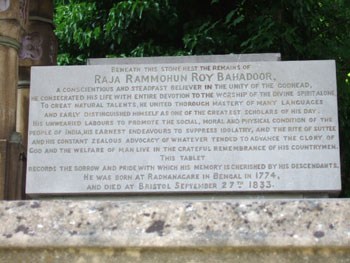 BENEATH THIS STONE REST THE REMAINS OF
RAJA RAMMOHUN ROY BAHADOOR,
A CONSCIENTIOUS AND STEADFAST BELIEVER IN THE UNITY OF THE GODHEAD,
HE CONSECRATED HIS LIFE WITH ENTIRE DEVOTION TO THE WORSHIP OF THE DIVINE SPIRIT ALONE.
TO GREAT NATURAL TALENTS, HE UNITED THOROUGH MASTERY OF MANY LANGUAGES
AND EARLY DISTINGUISHED HIMSELF AS ONE OF THE GREATEST SCHOLARS OF HIS DAY.
HIS UNWEARIED LABOURS TO PROMOTE THE SOCIAL, MORAL AND PHYSICAL CONDITION OF THE
PEOPLE OF INDIA, HIS EARNEST ENDEAVOURS TO SUPPRESS IDOLATRY, AND THE RITE OF SUTTEE
AND HIS CONSTANT ZEALOUS ADVOCACY OF WHATEVER TENDED TO ADVANCE THE GLORY OF
GOD AND THE WELFARE OF MAN LIVE IN THE GRATEFUL REMEMBRANCE OF HIS COUNTRYMEN.
THIS TABLET
RECORDS THE SORROW AND PRIDE WITH WHICH HIS MEMORY IS CHERISHED BY HIS DESCENDANTS.
HE WAS BORN AT RADHANAGARE IN BENGAL IN 1774,
AND DIED AT BRISTOL SEPTEMBER 27TH 1833.